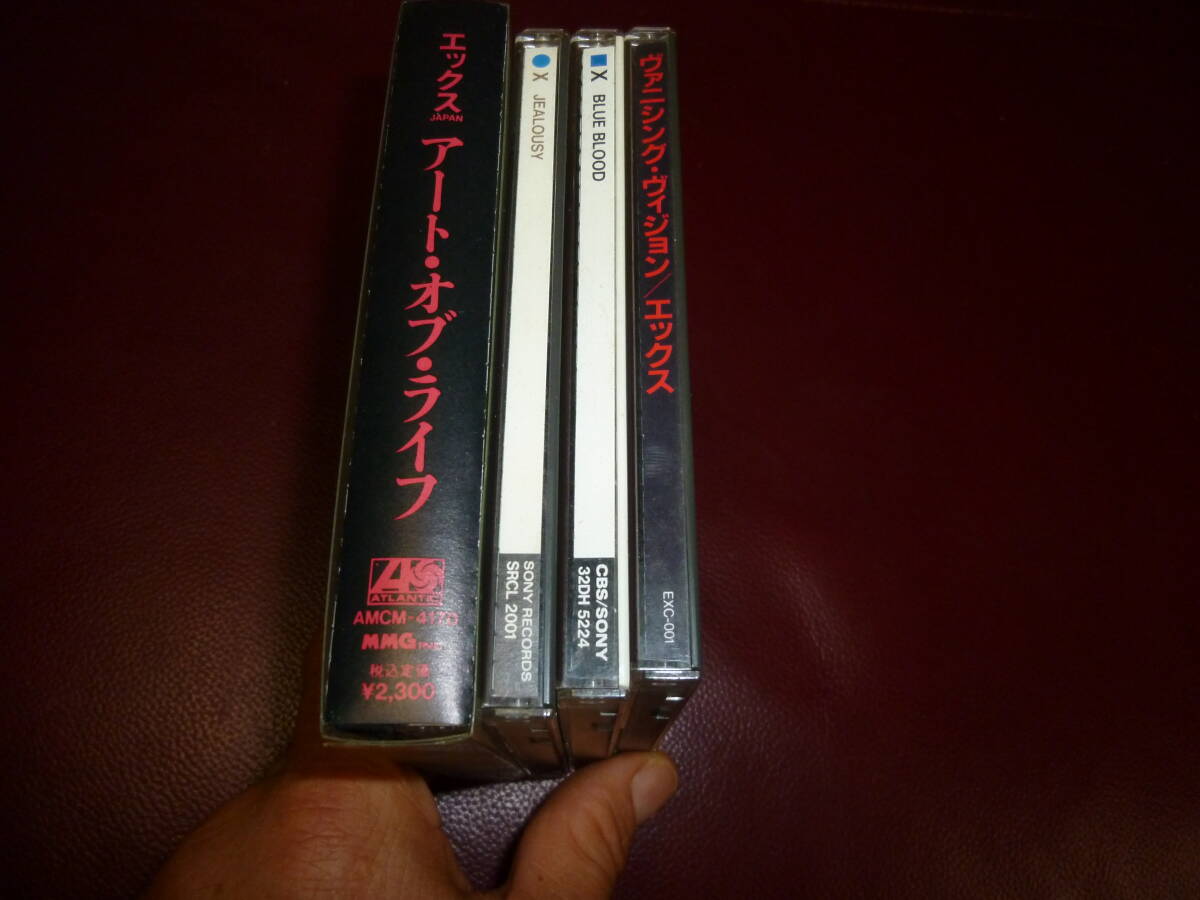 エックス
JAPAN
アート・オブ・ライフ
ATLANTIC
MMG INC.
税込定価
¥2,300
X JEALOUSY
SONY RECORDS
SRCL 2001
X BLUE BLOOD
CBS/SONY
32DH 5224
ヴァニシング・ヴィジョン/エックス
EXC-001